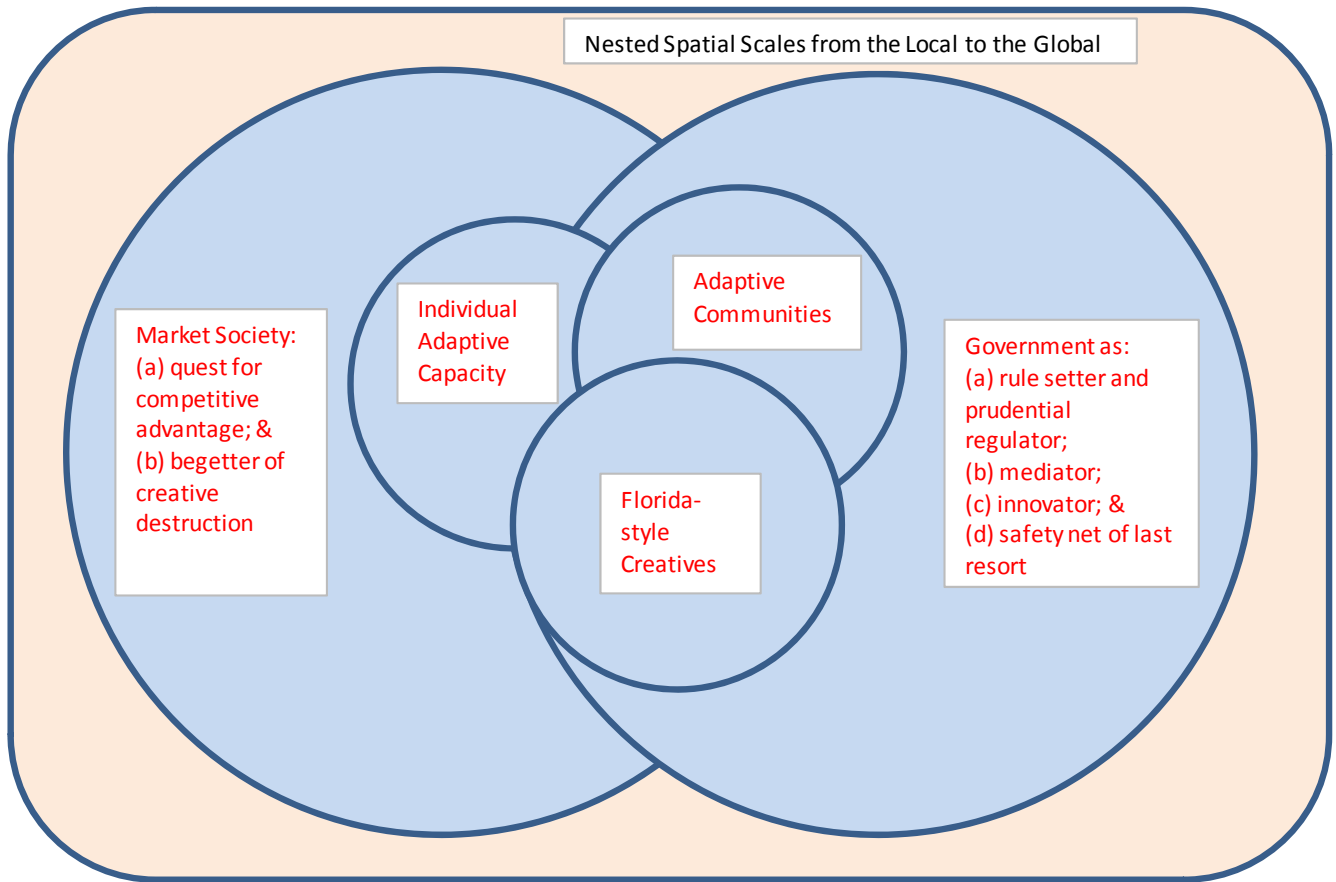 Nested Spatial Scales from the Local to the Global
Market Society:
(a) quest for
competitive
advantage; &
(b) begetter of
creative
destruction
Individual
Adaptive
Capacity
Adaptive
Communities
Florida-
style
Creatives
Government as:
(a) rule setter and
prudential
regulator;
(b) mediator;
(c) innovator; &
(d) safety net of last
resort